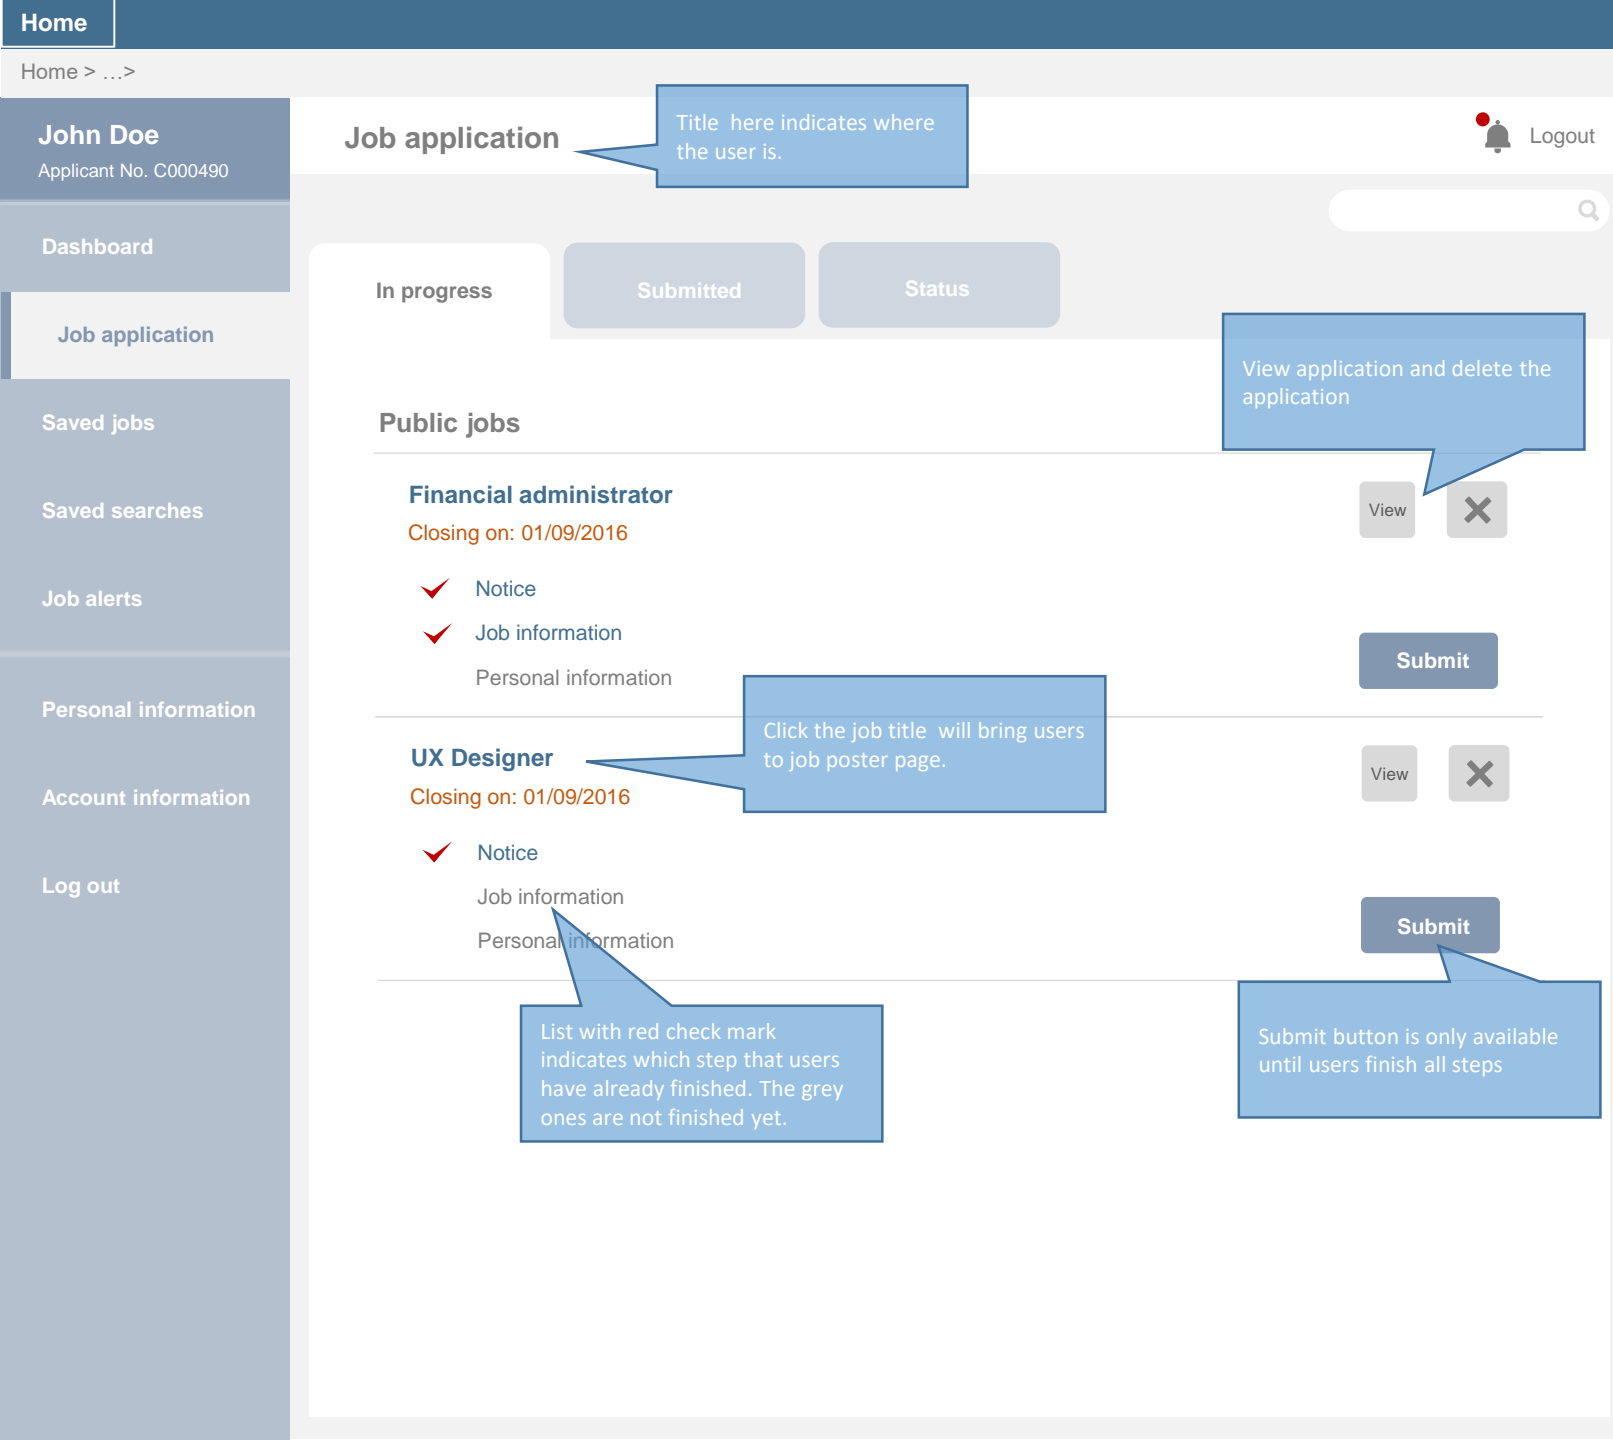 Home
Home > …>
John Doe
Applicant No. C000490
Dashboard
Job application
Saved jobs
Saved searches
Job alerts
Personal information
Account information
Log out
Job application
Title here indicates where
the user is.
Logout
In progress
Submitted
Status
View application and delete the
application
Public jobs
Financial administrator
Closing on: 01/09/2016
View
Notice
Job information
Personal information
Submit
Click the job title will bring users
to job poster page.
UX Designer
Closing on: 01/09/2016
View
Notice
Job information
Personal information
Submit
List with red check mark
indicates which step that users
have already finished. The grey
ones are not finished yet.
Submit button is only available
until users finish all steps